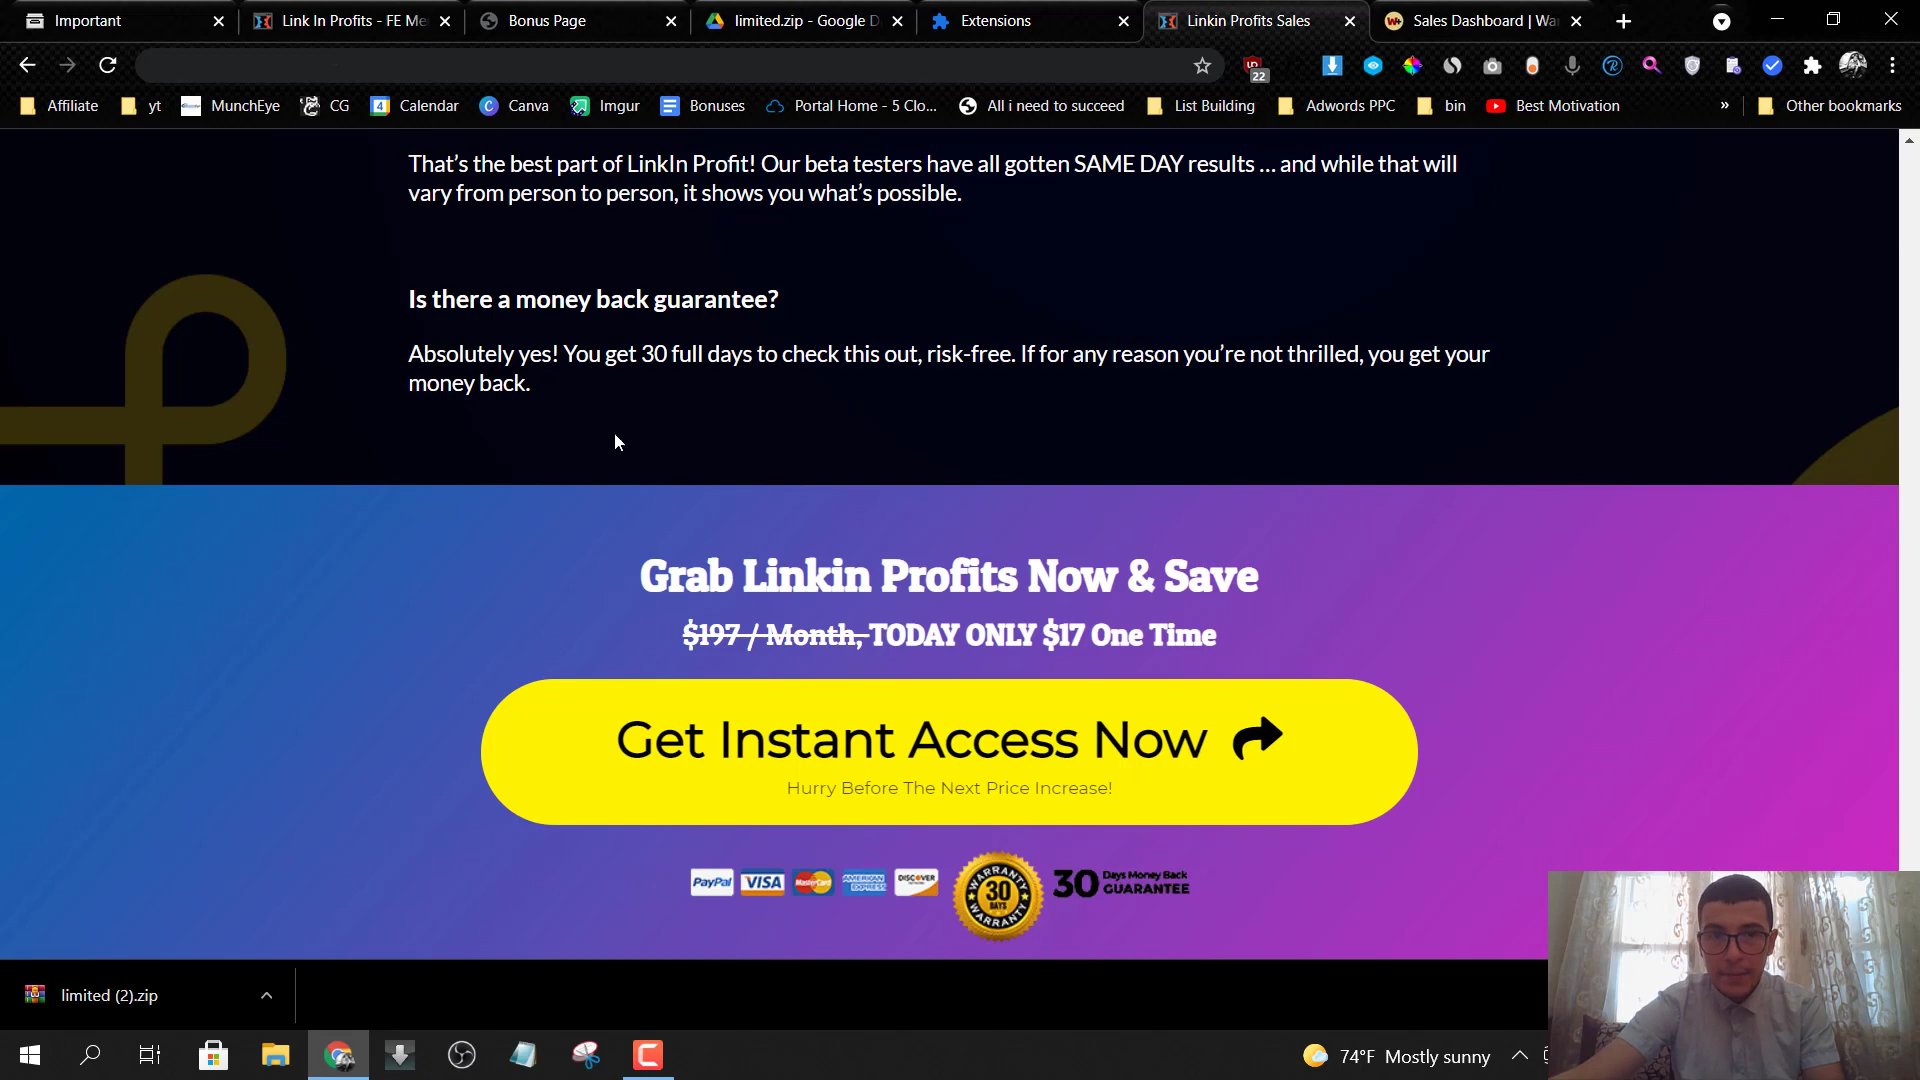 Important
Link In Profits - FE Me
Bonus Page
limited.zip - Google D
Extensions
Linkin Profits Sales
Sales Dashboard | Wa
22
Affiliate
yt
MunchEye
CG
Calendar
Canva
Imgur
Bonuses
Portal Home - 5 Clo...
All i need to succeed
List Building
Adwords PPC
bin
Best Motivation
»
Other bookmarks
That's the best part of LinkIn Profit! Our beta testers have all gotten SAME DAY results ... and while that will
vary from person to person, it shows you what's possible.
Is there a money back guarantee?
Absolutely yes! You get 30 full days to check this out, risk-free. If for any reason you're not thrilled, you get your
money back.
Grab Linkin Profits Now & Save
$197 / Month, TODAY ONLY $17 One Time
Get Instant Access Now
Hurry Before The Next Price Increase!
PayPal
VISA
MasterCard
AMERICAN EXPRESS
DISCOVER
WARRANTY
30
DAYS
WARRANTY
30 Days Money Back
GUARANTEE
limited (2).zip
74°F Mostly sunny